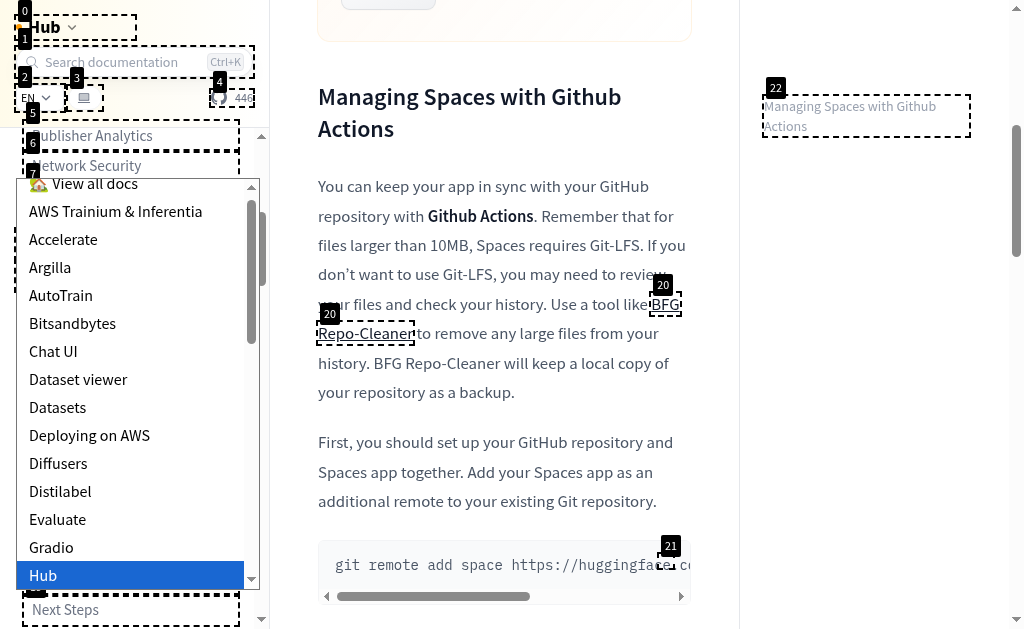 0
Hub
1
Search documentation
Ctrl+K
2
3
4
EN
446
5
Publisher Analytics
6
Network Security
7
🏡 View all docs
AWS Trainium & Inferentia
Accelerate
Argilla
AutoTrain
Bitsandbytes
Chat UI
Dataset viewer
Datasets
Deploying on AWS
Diffusers
Distilabel
Evaluate
Gradio
Hub
Next Steps
Managing Spaces with Github
Actions
You can keep your app in sync with your GitHub
repository with Github Actions. Remember that for
files larger than 10MB, Spaces requires Git-LFS. If you
don’t want to use Git-LFS, you may need to review
20
your files and check your history. Use a tool like BFG
20
Repo-Cleaner to remove any large files from your
history. BFG Repo-Cleaner will keep a local copy of
your repository as a backup.
First, you should set up your GitHub repository and
Spaces app together. Add your Spaces app as an
additional remote to your existing Git repository.
21
git remote add space https://huggingface.co
22
Managing Spaces with Github
Actions